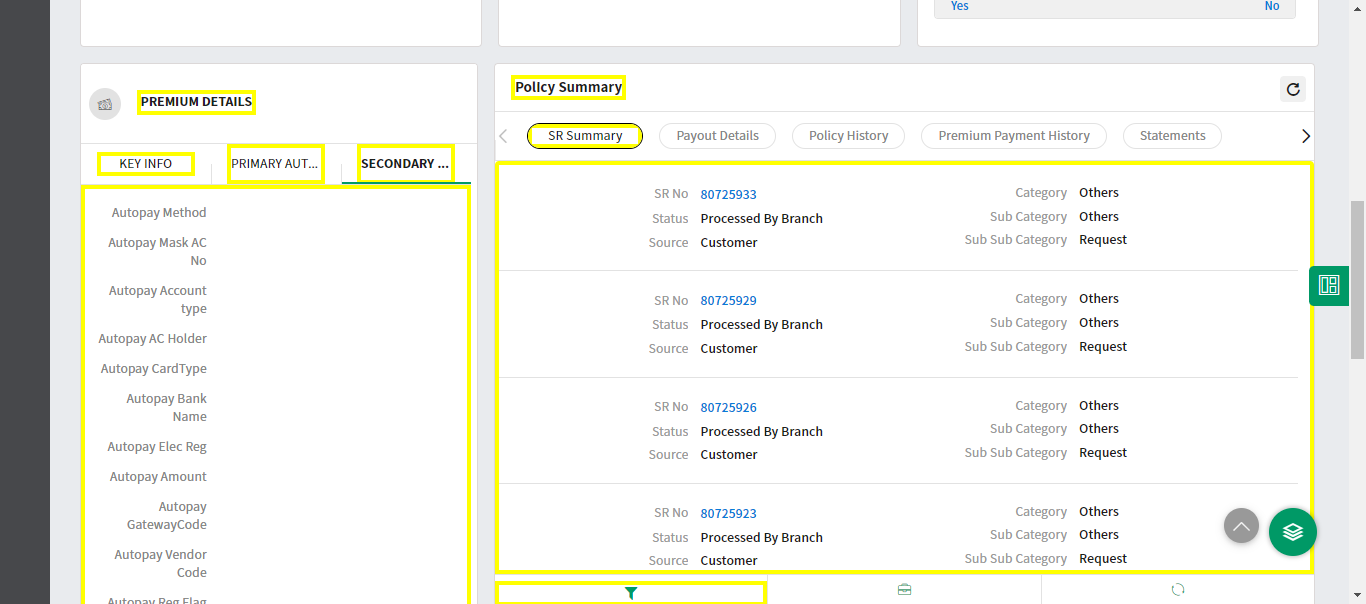 Yes No
PREMIUM DETAILS
KEY INFO PRIMARY AUT... SECONDARY ...
Autopay Method
Autopay Mask AC
No
Autopay Account
type
Autopay AC Holder
Autopay CardType
Autopay Bank
Name
Autopay Elec Reg
Autopay Amount
Autopay
GatewayCode
Autopay Vendor
Code
Autopay Reg Flag
Policy Summary
SR Summary Payout Details Policy History Premium Payment History Statements
SR No 80725933 Category Others
Status Processed By Branch Sub Category Others
Source Customer Sub Sub Category Request
SR No 80725929 Category Others
Status Processed By Branch Sub Category Others
Source Customer Sub Sub Category Request
SR No 80725926 Category Others
Status Processed By Branch Sub Category Others
Source Customer Sub Sub Category Request
SR No 80725923 Category Others
Status Processed By Branch Sub Category Others
Source Customer Sub Sub Category Request